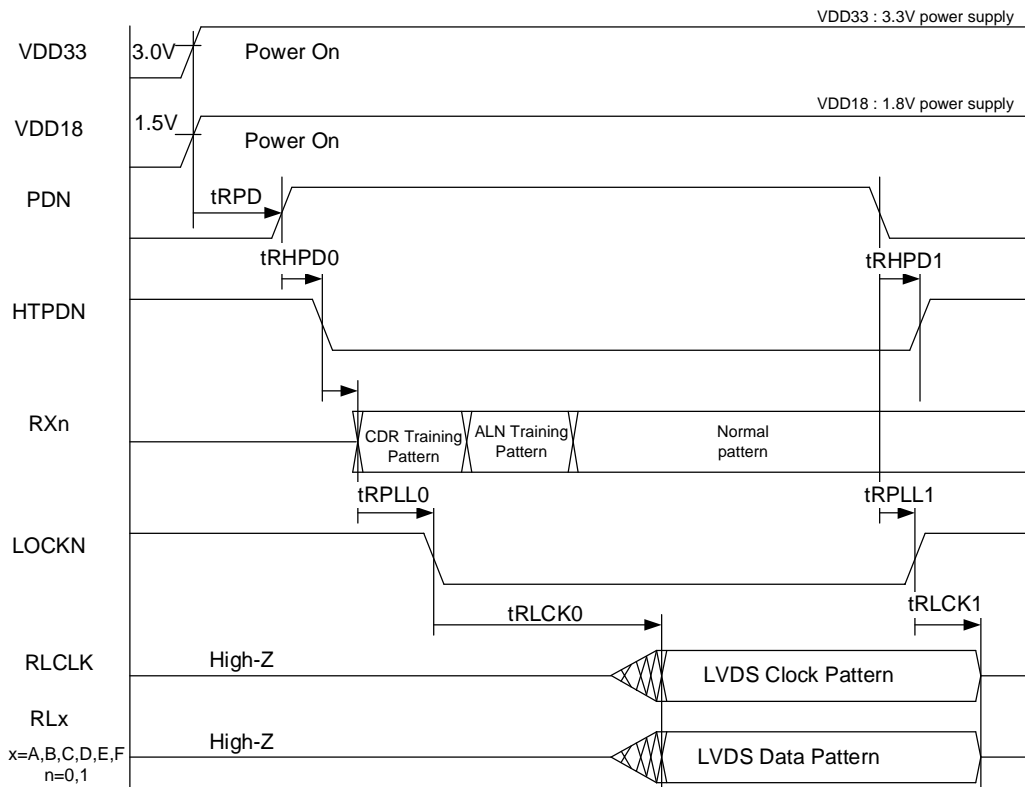 VDD33 : 3.3V power supply
VDD33
3.0V
Power On
VDD18 : 1.8V power supply
VDD18
1.5V
Power On
PDN
tRPD
tRHPD0
tRHPD1
HTPDN
RXn
CDR Training
Pattern
ALN Training
Pattern
Normal
pattern
tRPLL0
tRPLL1
LOCKN
tRLCK0
tRLCK1
RLCLK
High-Z
LVDS Clock Pattern
RLx
x=A,B,C,D,E,F
n=0,1
High-Z
LVDS Data Pattern